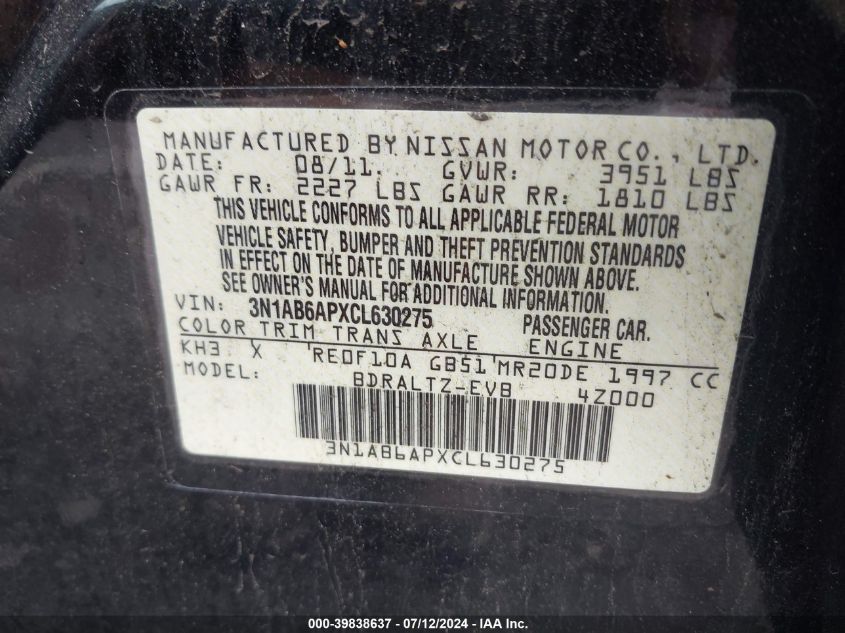 MANUFACTURED BY NISSAN MOTOR CO., LTD.
DATE: 08/11. GVWR: 3951 LBS
GAWR FR: 2227 LBS GAWR RR: 1810 LBS
THIS VEHICLE CONFORMS TO ALL APPLICABLE FEDERAL MOTOR
VEHICLE SAFETY, BUMPER AND THEFT PREVENTION STANDARDS
IN EFFECT ON THE DATE OF MANUFACTURE SHOWN ABOVE.
SEE OWNER'S MANUAL FOR ADDITIONAL INFORMATION.
VIN: 3N1AB6APXCL630275 PASSENGER CAR.
COLOR TRIM TRANS AXLE ENGINE
KH3 X RE0F10A GB51 MR20DE 1997 CC
MODEL: BDRALTZ-EVB 4Z000
3N1AB6APXCL630275
000-39838637 - 07/12/2024 - IAA Inc.